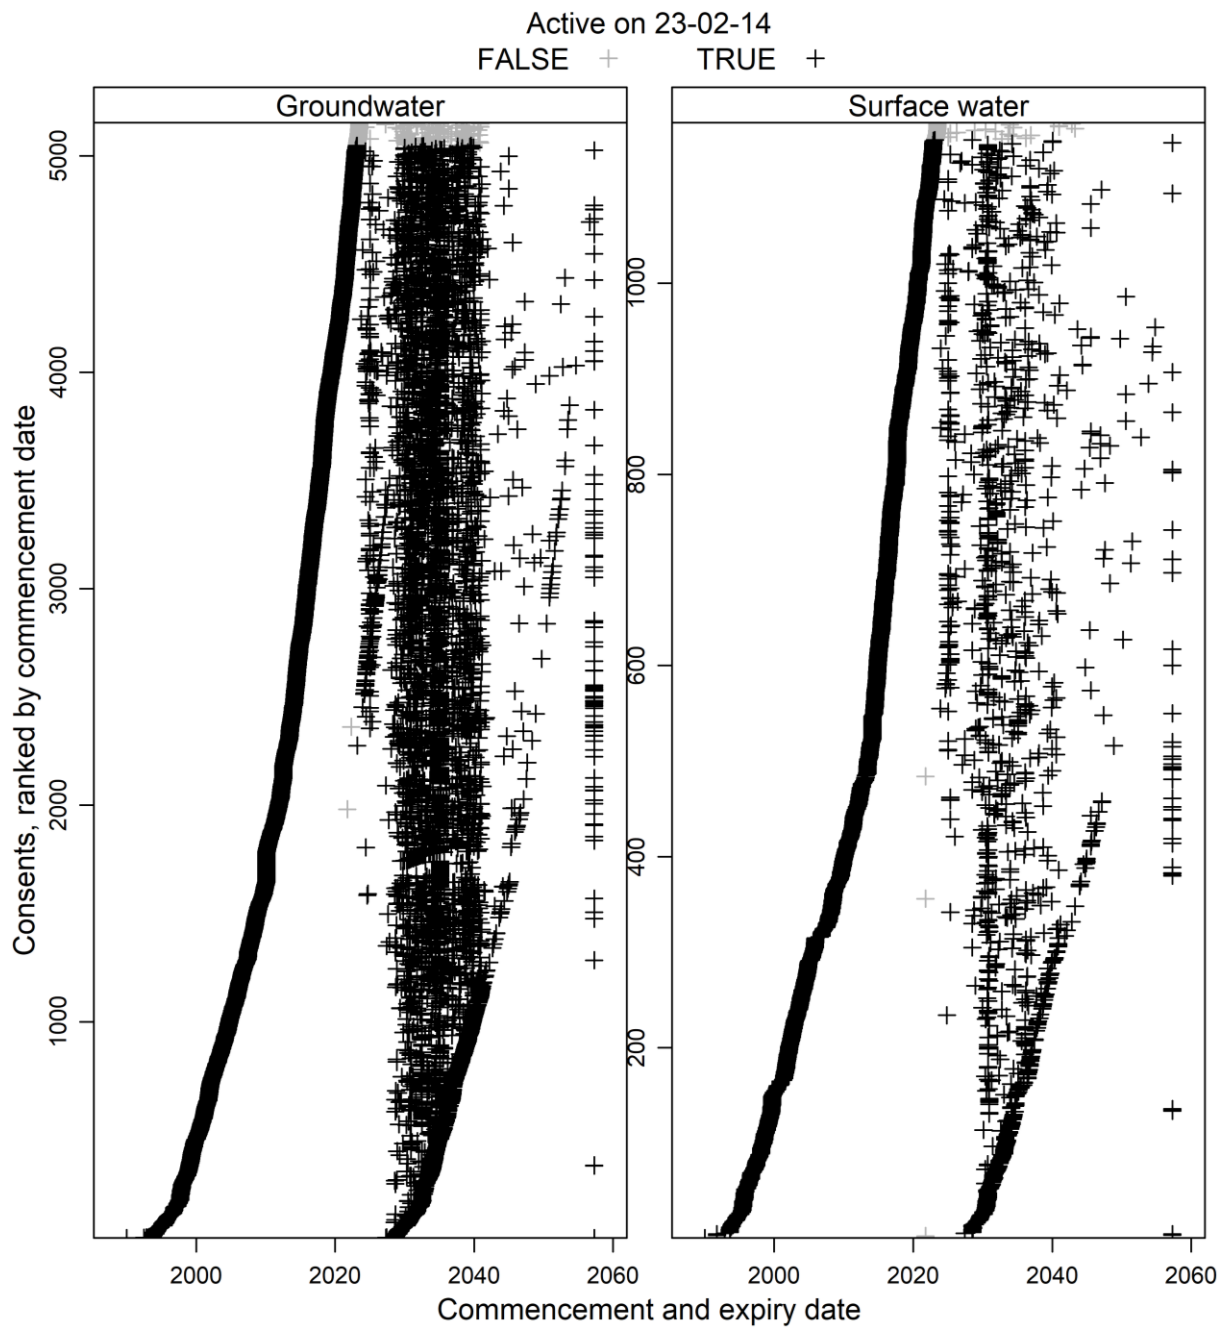 Active on 23-02-14
FALSE + TRUE +
Groundwater
Surface water
Consents, ranked by commencement date
5000
4000
3000
2000
1000
1000
800
600
400
200
2000 2020 2040 2060
2000 2020 2040 2060
Commencement and expiry date